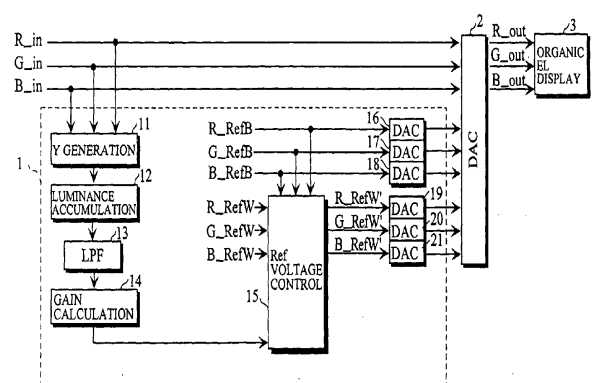 R_in
G_in
B_in
2
DAC
R_out
G_out
B_out
3
ORGANIC
EL
DISPLAY
1
11
Y GENERATION
12
LUMINANCE
ACCUMULATION
13
LPF
14
GAIN
CALCULATION
R_RefB
G_RefB
B_RefB
R_RefW
G_RefW
B_RefW
15
Ref
VOLTAGE
CONTROL
16
DAC
17
DAC
18
DAC
R_RefW'
G_RefW'
B_RefW'
19
DAC
20
DAC
21
DAC